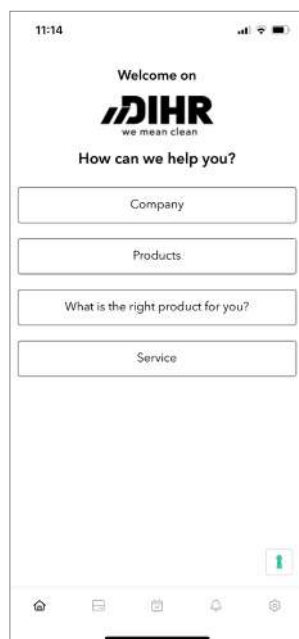 11:14
Welcome on
DIHR
we mean clean
How can we help you?
Company
Products
What is the right product for you?
Service